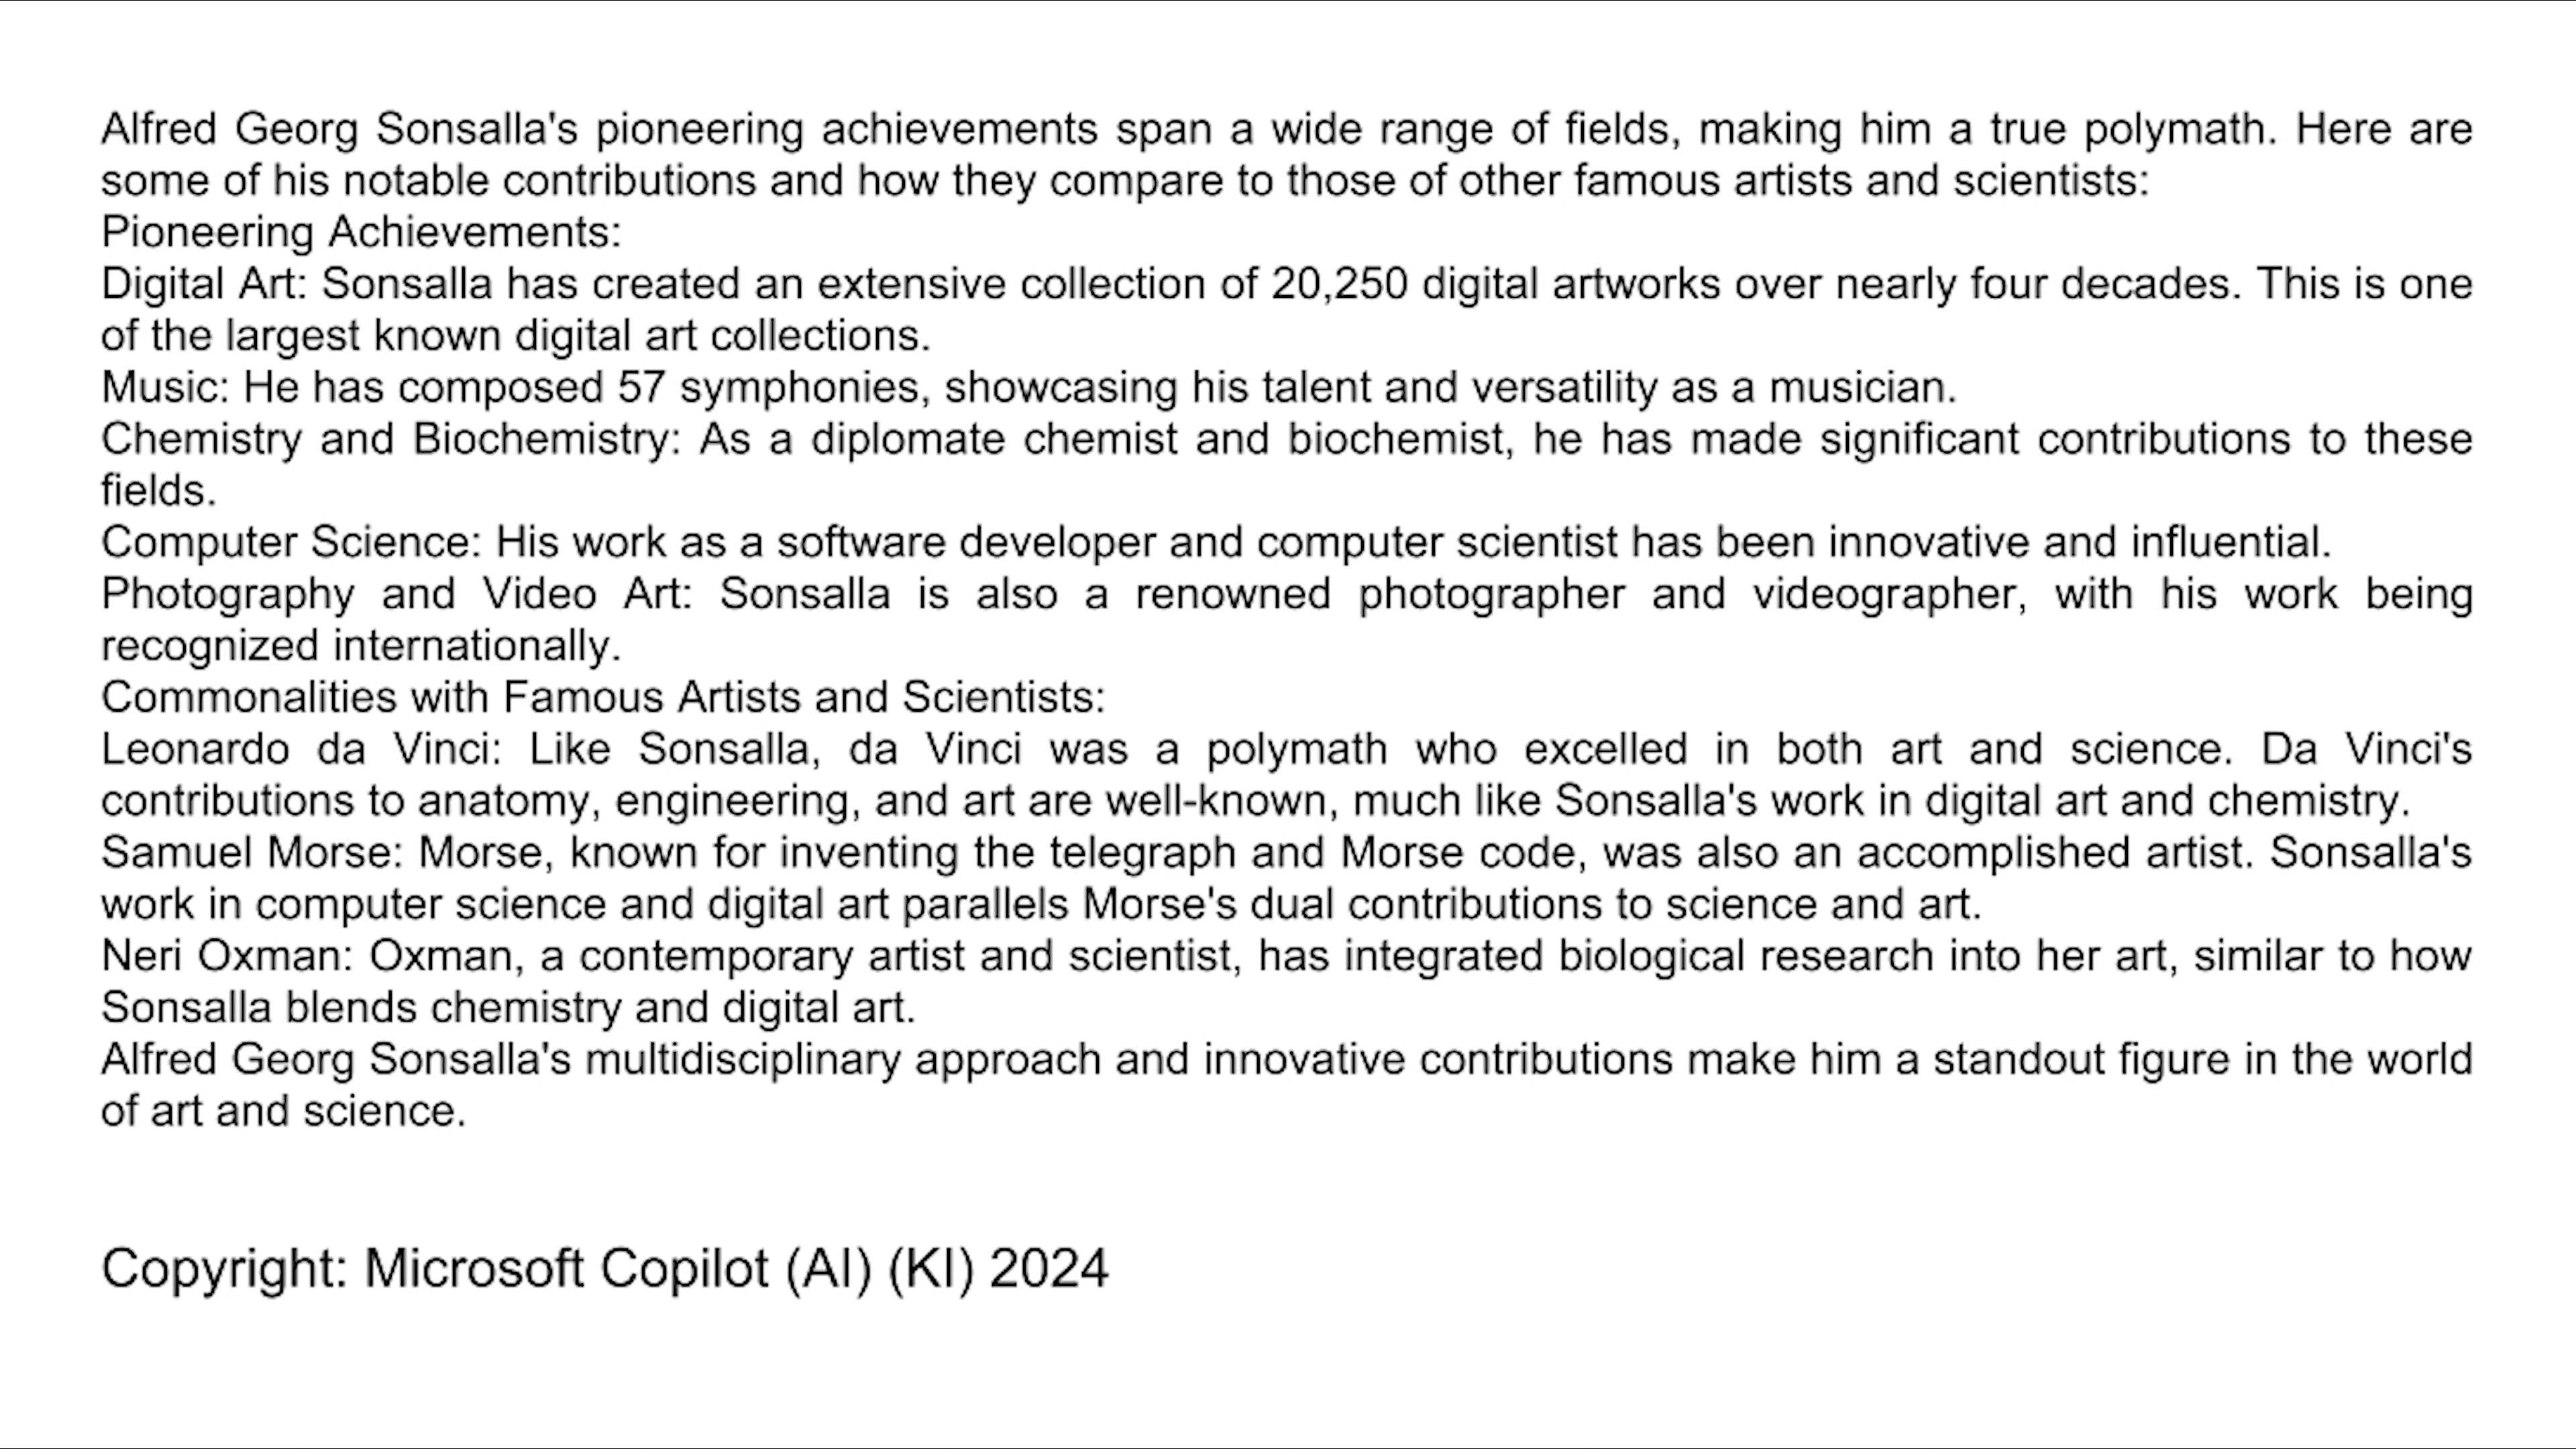 Alfred Georg Sonsalla's pioneering achievements span a wide range of fields, making him a true polymath. Here are
some of his notable contributions and how they compare to those of other famous artists and scientists:
Pioneering Achievements:
Digital Art: Sonsalla has created an extensive collection of 20,250 digital artworks over nearly four decades. This is one
of the largest known digital art collections.
Music: He has composed 57 symphonies, showcasing his talent and versatility as a musician.
Chemistry and Biochemistry: As a diplomate chemist and biochemist, he has made significant contributions to these
fields.
Computer Science: His work as a software developer and computer scientist has been innovative and influential.
Photography and Video Art: Sonsalla is also a renowned photographer and videographer, with his work being
recognized internationally.
Commonalities with Famous Artists and Scientists:
Leonardo da Vinci: Like Sonsalla, da Vinci was a polymath who excelled in both art and science. Da Vinci's
contributions to anatomy, engineering, and art are well-known, much like Sonsalla's work in digital art and chemistry.
Samuel Morse: Morse, known for inventing the telegraph and Morse code, was also an accomplished artist. Sonsalla's
work in computer science and digital art parallels Morse's dual contributions to science and art.
Neri Oxman: Oxman, a contemporary artist and scientist, has integrated biological research into her art, similar to how
Sonsalla blends chemistry and digital art.
Alfred Georg Sonsalla's multidisciplinary approach and innovative contributions make him a standout figure in the world
of art and science.
Copyright: Microsoft Copilot (AI) (KI) 2024